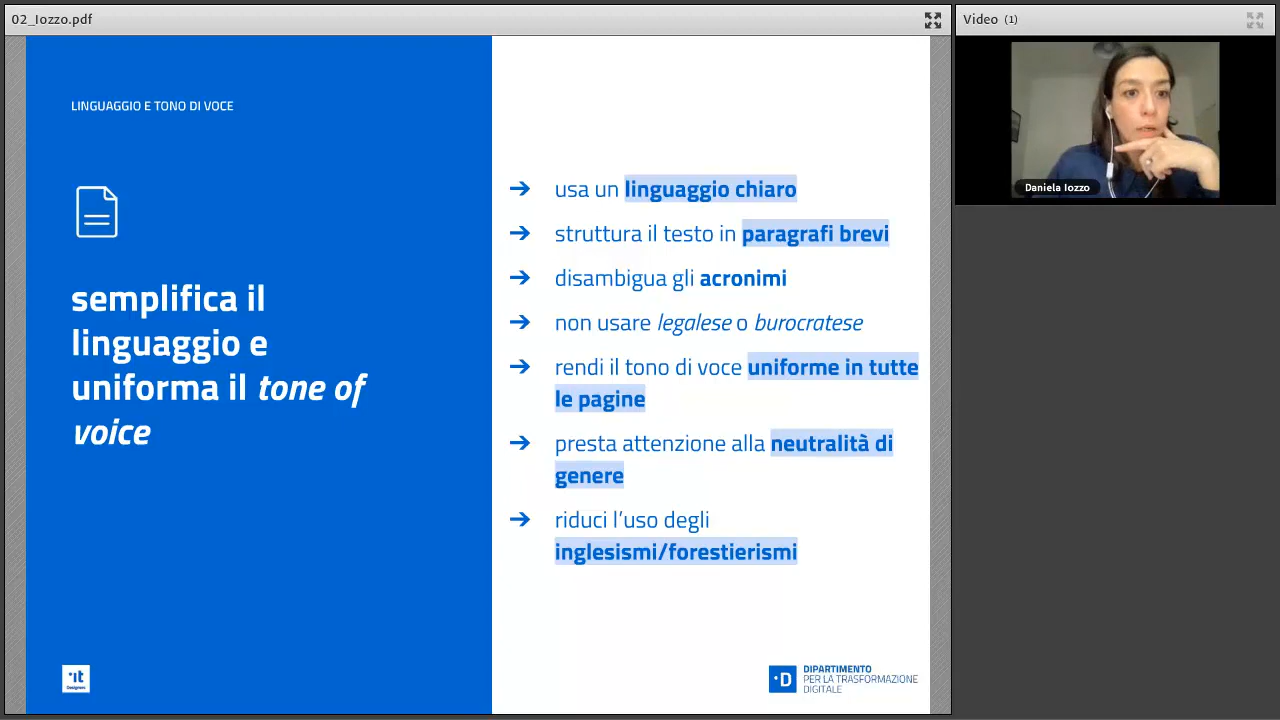 02_Iozzo.pdf
Video (1)
LINGUAGGIO E TONO DI VOCE
semplifica il
linguaggio e
uniforma il tone of
voice
→ usa un linguaggio chiaro
→ struttura il testo in paragrafi brevi
→ disambigua gli acronimi
→ non usare legalese o burocratese
→ rendi il tono di voce uniforme in tutte
le pagine
→ presta attenzione alla neutralità di
genere
→ riduci l’uso degli
inglesismi/forestierismi
Daniela Iozzo
·it
Designers
·D
DIPARTIMENTO
PER LA TRASFORMAZIONE
DIGITALE